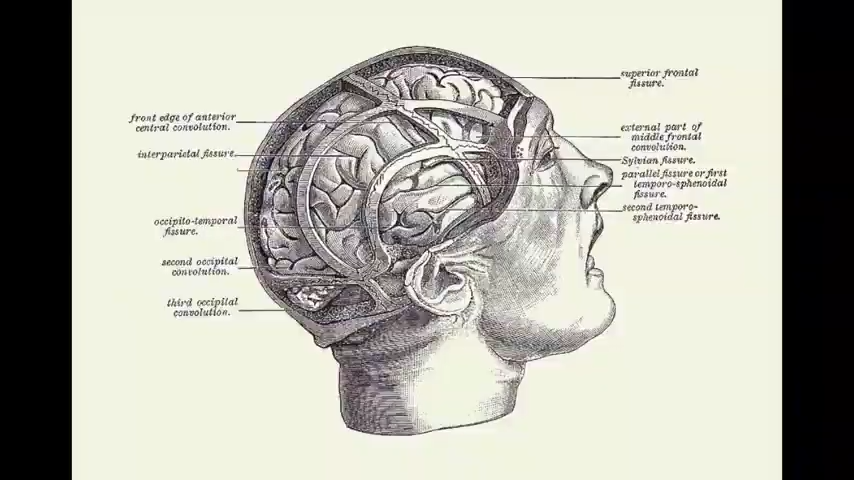 superior frontal
fissure.
front edge of anterior
central convolution.
external part of
middle frontal
convolution.
interparietal fissure.
Sylvian fissure.
parallel fissure or first
temporo-sphenoidal
fissure.
second temporo-
sphenoidal fissure.
occipito-temporal
fissure.
second occipital
convolution.
third occipital
convolution.